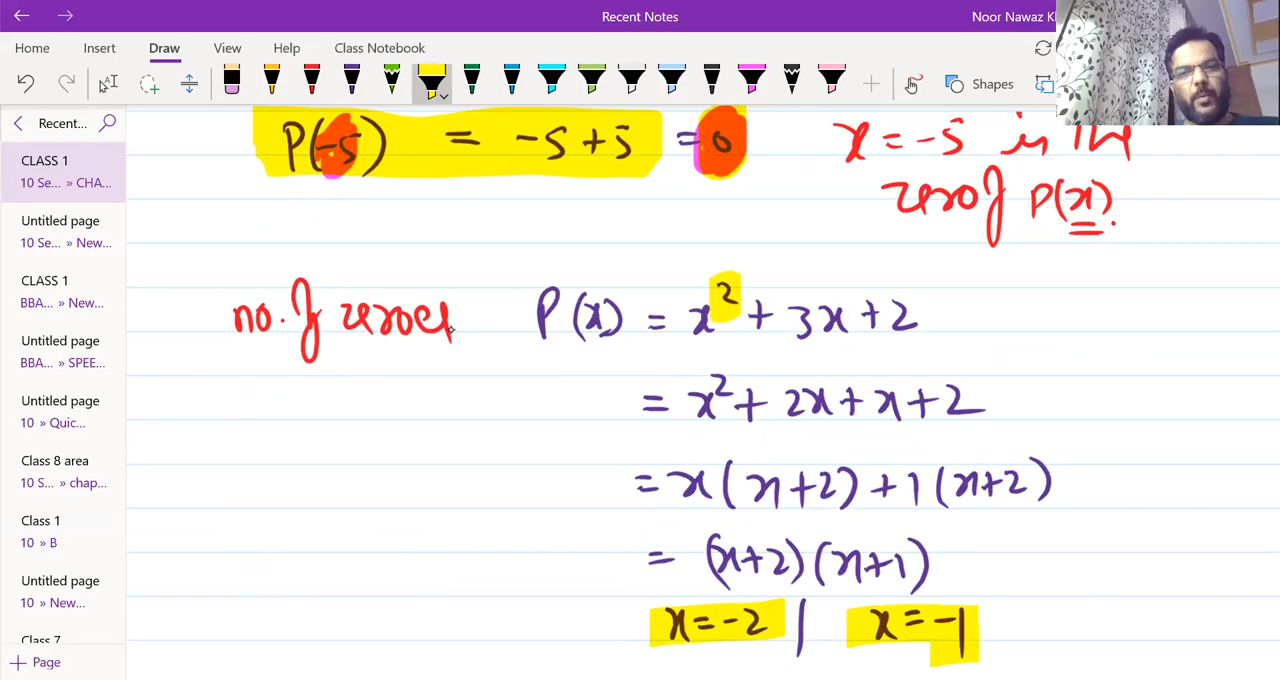 Recent Notes
Noor Nawaz Kh
Home Insert Draw View Help Class Notebook
Shapes
Recent...
CLASS 1
10 Se... » CHA...
Untitled page
10 Se... » New...
CLASS 1
BBA... » New...
Untitled page
BBA... » SPEE...
Untitled page
10 » Quic...
Class 8 area
10 S... » chap...
Class 1
10 » B
Untitled page
10 » New...
Class 7
Page
P(-5) = -5+5 = 0
x = -5 is the
zero of P(x).
no. of zeroes
P(x) = x² + 3x + 2
= x² + 2x + x + 2
= x(x+2) + 1(x+2)
= (x+2)(x+1)
x = -2 | x = -1